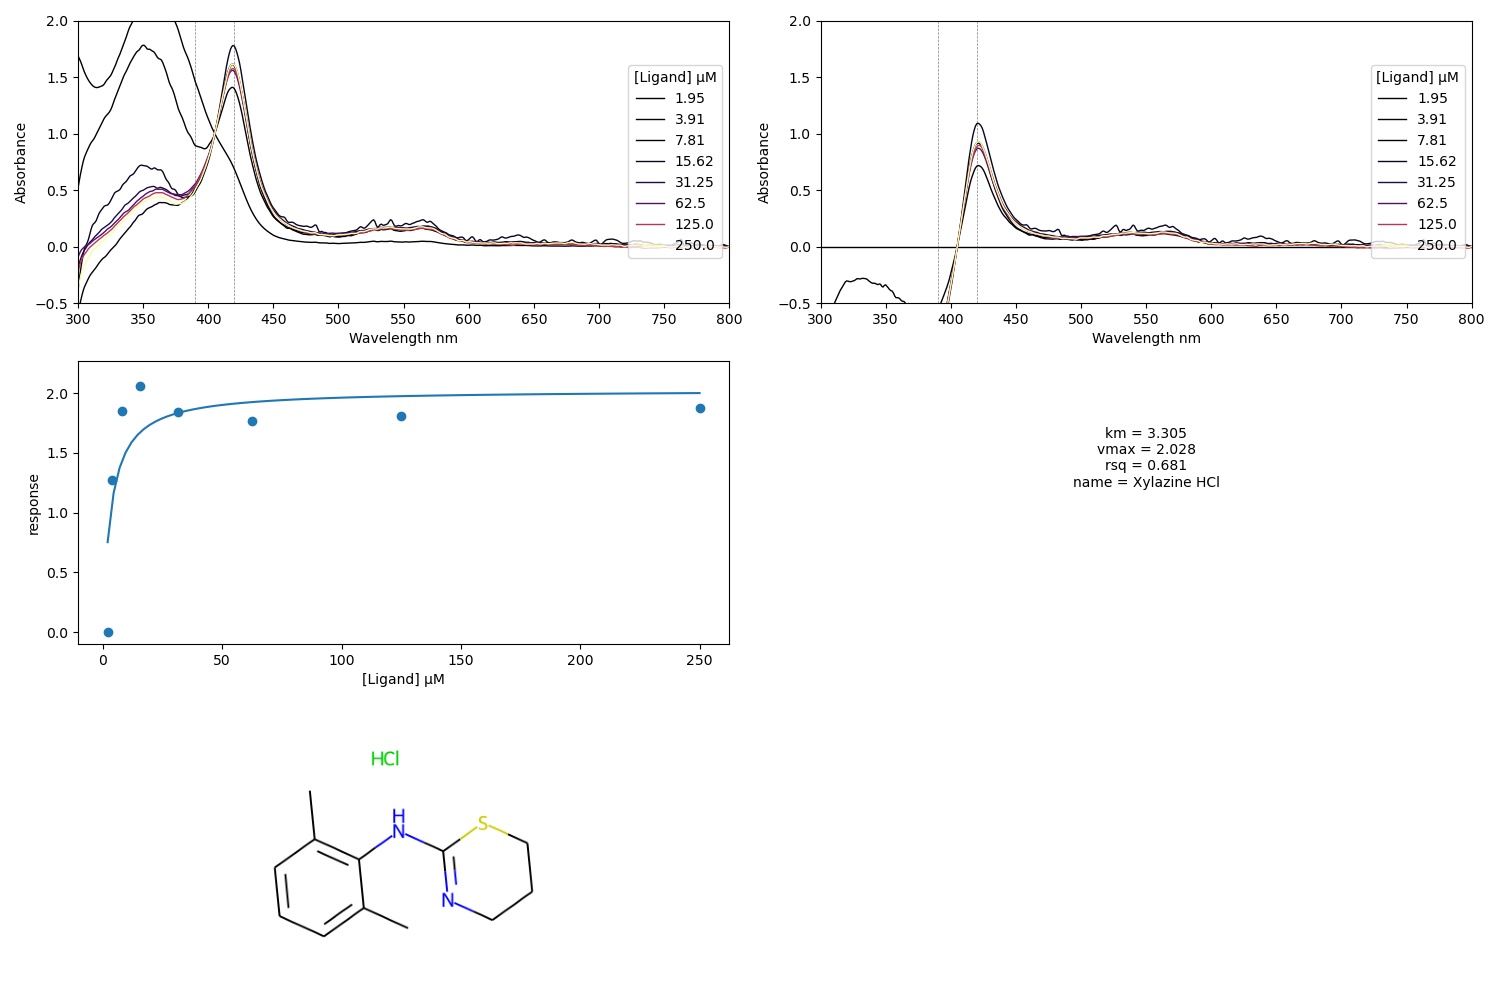 2.0
1.5
1.0
0.5
0.0
−0.5
Absorbance
300 350 400 450 500 550 600 650 700 750 800
Wavelength nm
[Ligand] µM
1.95
3.91
7.81
15.62
31.25
62.5
125.0
250.0
2.0
1.5
1.0
0.5
0.0
−0.5
Absorbance
300 350 400 450 500 550 600 650 700 750 800
Wavelength nm
[Ligand] µM
1.95
3.91
7.81
15.62
31.25
62.5
125.0
250.0
2.0
1.5
1.0
0.5
0.0
response
0 50 100 150 200 250
[Ligand] µM
km = 3.305
vmax = 2.028
rsq = 0.681
name = Xylazine HCl
HCl
H
N
S
N